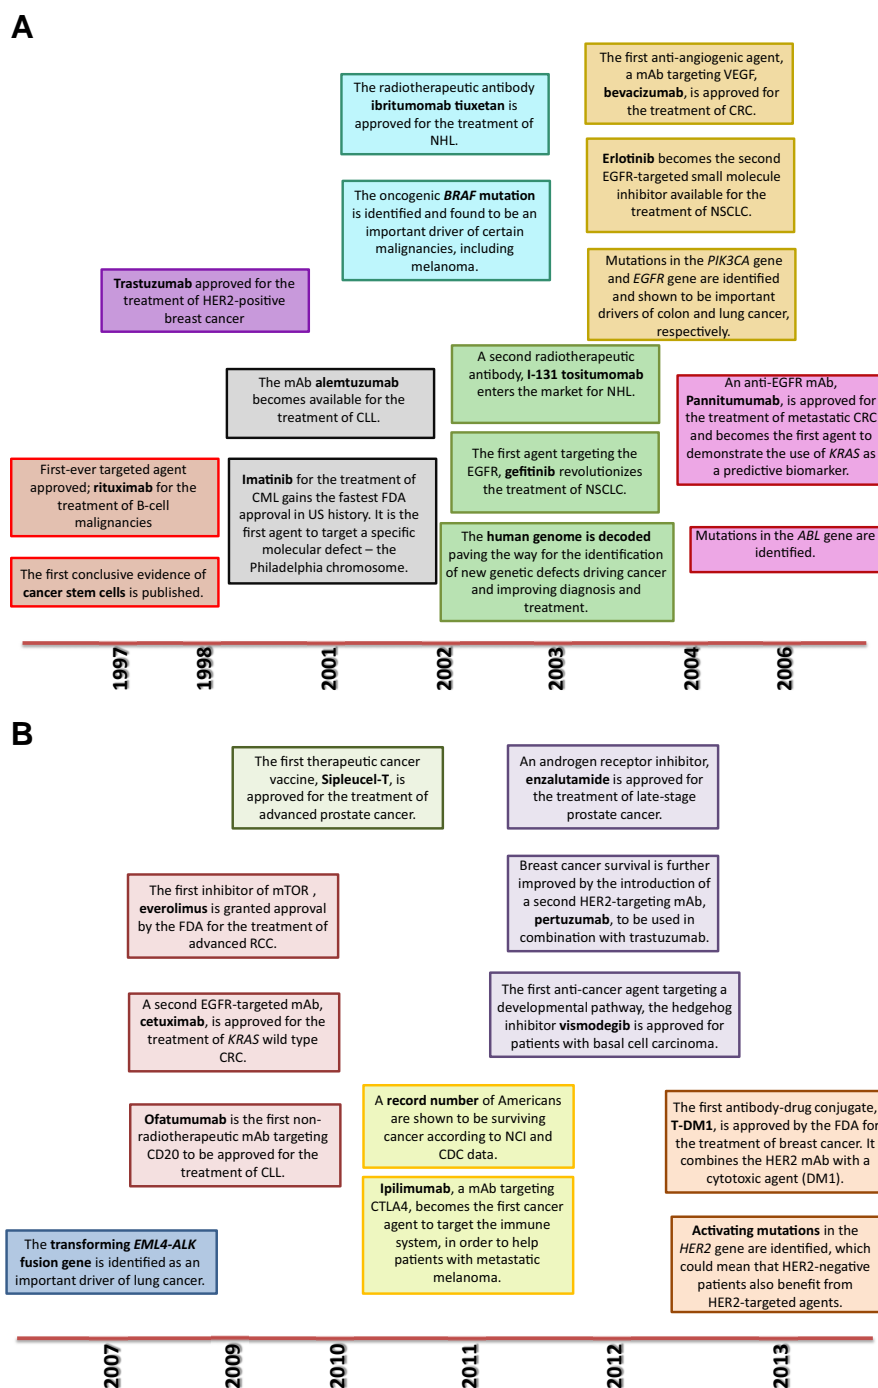 A
The first anti-angiogenic agent,
a mAb targeting VEGF,
bevacizumab, is approved for
the treatment of CRC.
The radiotherapeutic antibody
ibritumomab tiuxetan is
approved for the treatment of
NHL.
Erlotinib becomes the second
EGFR-targeted small molecule
inhibitor available for the
treatment of NSCLC.
The oncogenic BRAF mutation
is identified and found to be an
important driver of certain
malignancies, including
melanoma.
Mutations in the PIK3CA gene
and EGFR gene are identified
and shown to be important
drivers of colon and lung cancer,
respectively.
Trastuzumab approved for the
treatment of HER2-positive
breast cancer
A second radiotherapeutic
antibody, I-131 tositumomab
enters the market for NHL.
The mAb alemtuzumab
becomes available for the
treatment of CLL.
An anti-EGFR mAb,
Pannitumumab, is approved for
the treatment of metastatic CRC
and becomes the first agent to
demonstrate the use of KRAS as
a predictive biomarker.
The first agent targeting the
EGFR, gefitinib revolutionizes
the treatment of NSCLC.
First-ever targeted agent
approved; rituximab for the
treatment of B-cell
malignancies
Imatinib for the treatment of
CML gains the fastest FDA
approval in US history. It is the
first agent to target a specific
molecular defect – the
Philadelphia chromosome.
The human genome is decoded
paving the way for the identification
of new genetic defects driving cancer
and improving diagnosis and
treatment.
Mutations in the ABL gene are
identified.
The first conclusive evidence of
cancer stem cells is published.
1997
1998
2001
2002
2003
2004
2006
B
The first therapeutic cancer
vaccine, Sipleucel-T, is
approved for the treatment of
advanced prostate cancer.
An androgen receptor inhibitor,
enzalutamide is approved for
the treatment of late-stage
prostate cancer.
Breast cancer survival is further
improved by the introduction of
a second HER2-targeting mAb,
pertuzumab, to be used in
combination with trastuzumab.
The first inhibitor of mTOR ,
everolimus is granted approval
by the FDA for the treatment of
advanced RCC.
The first anti-cancer agent targeting a
developmental pathway, the hedgehog
inhibitor vismodegib is approved for
patients with basal cell carcinoma.
A second EGFR-targeted mAb,
cetuximab, is approved for the
treatment of KRAS wild type
CRC.
A record number of Americans
are shown to be surviving
cancer according to NCI and
CDC data.
The first antibody-drug conjugate,
T-DM1, is approved by the FDA for
the treatment of breast cancer. It
combines the HER2 mAb with a
cytotoxic agent (DM1).
Ofatumumab is the first non-
radiotherapeutic mAb targeting
CD20 to be approved for the
treatment of CLL.
Ipilimumab, a mAb targeting
CTLA4, becomes the first cancer
agent to target the immune
system, in order to help
patients with metastatic
melanoma.
Activating mutations in the
HER2 gene are identified, which
could mean that HER2-negative
patients also benefit from
HER2-targeted agents.
The transforming EML4-ALK
fusion gene is identified as an
important driver of lung cancer.
2007
2009
2010
2011
2012
2013